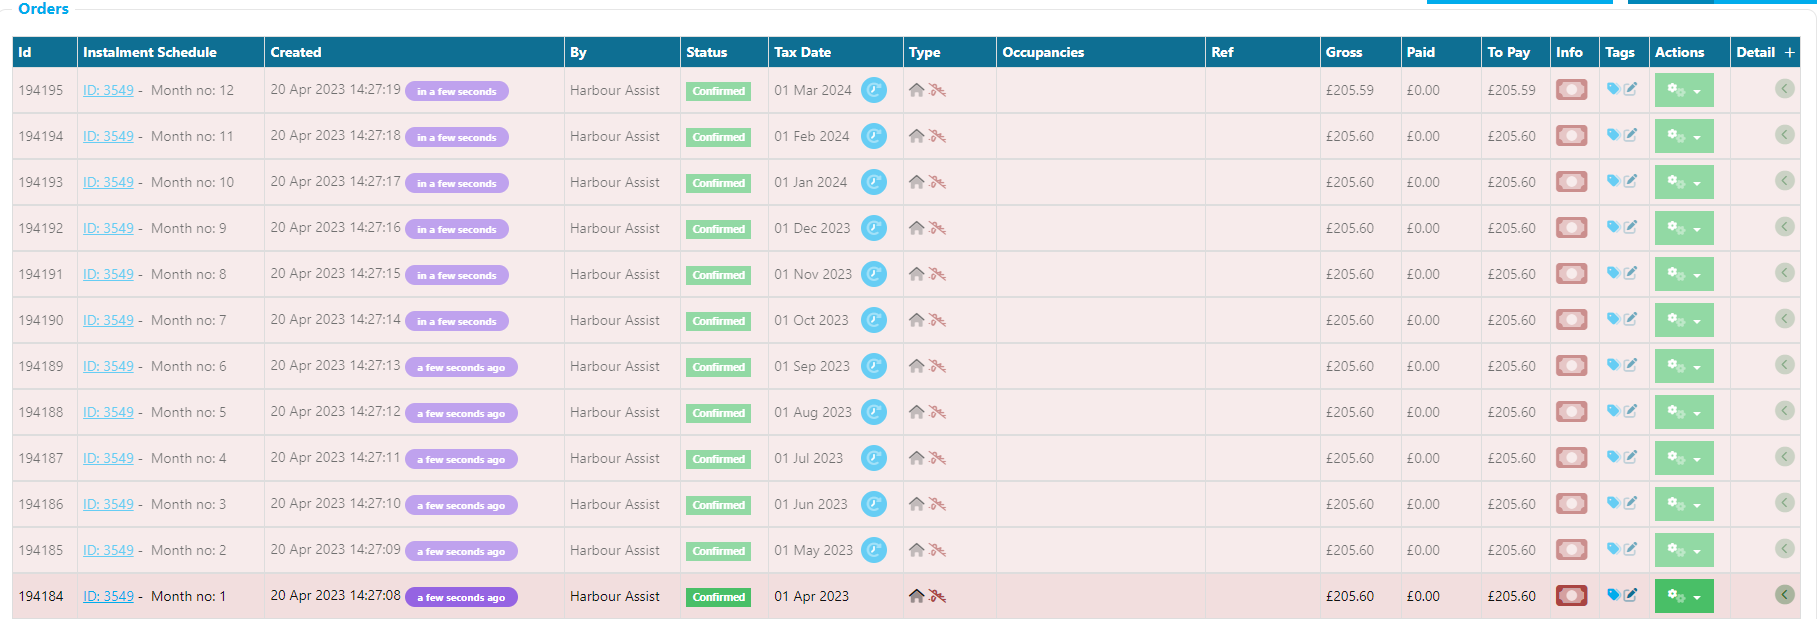 Orders
Id Instalment Schedule Created By Status Tax Date Type Occupancies Ref Gross Paid To Pay Info Tags Actions Detail +
194195 ID: 3549 - Month no: 12 20 Apr 2023 14:27:19 in a few seconds Harbour Assist Confirmed 01 Mar 2024 £205.59 £0.00 £205.59
194194 ID: 3549 - Month no: 11 20 Apr 2023 14:27:18 in a few seconds Harbour Assist Confirmed 01 Feb 2024 £205.60 £0.00 £205.60
194193 ID: 3549 - Month no: 10 20 Apr 2023 14:27:17 in a few seconds Harbour Assist Confirmed 01 Jan 2024 £205.60 £0.00 £205.60
194192 ID: 3549 - Month no: 9 20 Apr 2023 14:27:16 in a few seconds Harbour Assist Confirmed 01 Dec 2023 £205.60 £0.00 £205.60
194191 ID: 3549 - Month no: 8 20 Apr 2023 14:27:15 in a few seconds Harbour Assist Confirmed 01 Nov 2023 £205.60 £0.00 £205.60
194190 ID: 3549 - Month no: 7 20 Apr 2023 14:27:14 in a few seconds Harbour Assist Confirmed 01 Oct 2023 £205.60 £0.00 £205.60
194189 ID: 3549 - Month no: 6 20 Apr 2023 14:27:13 a few seconds ago Harbour Assist Confirmed 01 Sep 2023 £205.60 £0.00 £205.60
194188 ID: 3549 - Month no: 5 20 Apr 2023 14:27:12 a few seconds ago Harbour Assist Confirmed 01 Aug 2023 £205.60 £0.00 £205.60
194187 ID: 3549 - Month no: 4 20 Apr 2023 14:27:11 a few seconds ago Harbour Assist Confirmed 01 Jul 2023 £205.60 £0.00 £205.60
194186 ID: 3549 - Month no: 3 20 Apr 2023 14:27:10 a few seconds ago Harbour Assist Confirmed 01 Jun 2023 £205.60 £0.00 £205.60
194185 ID: 3549 - Month no: 2 20 Apr 2023 14:27:09 a few seconds ago Harbour Assist Confirmed 01 May 2023 £205.60 £0.00 £205.60
194184 ID: 3549 - Month no: 1 20 Apr 2023 14:27:08 a few seconds ago Harbour Assist Confirmed 01 Apr 2023 £205.60 £0.00 £205.60